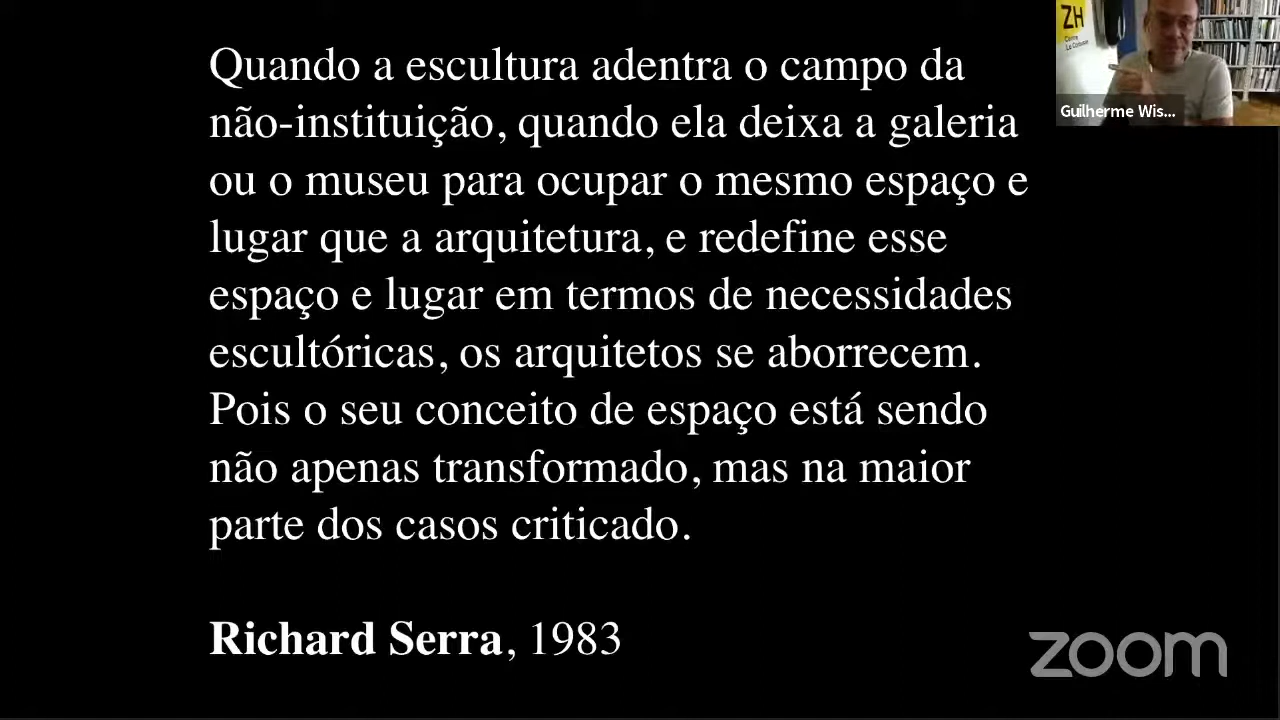 Quando a escultura adentra o campo da
não-instituição, quando ela deixa a galeria
ou o museu para ocupar o mesmo espaço e
lugar que a arquitetura, e redefine esse
espaço e lugar em termos de necessidades
escultóricas, os arquitetos se aborrecem.
Pois o seu conceito de espaço está sendo
não apenas transformado, mas na maior
parte dos casos criticado.
Richard Serra, 1983
ZH
Guilherme Wis...
zoom